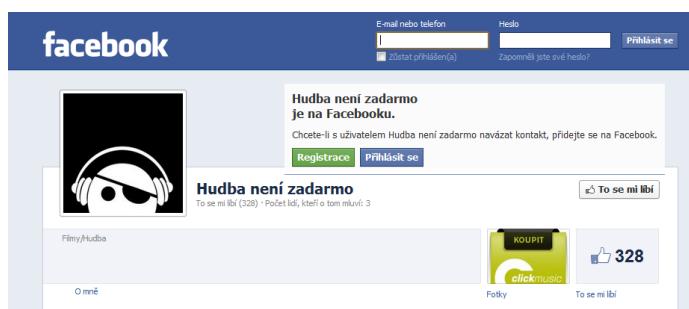 facebook
E-mail nebo telefon
Heslo
Přihlásit se
Zůstat přihlášen(a)
Zapomněli jste své heslo?
Hudba není zadarmo
je na Facebooku.
Chcete-li s uživatelem Hudba není zadarmo navázat kontakt, přidejte se na Facebook.
Registrace
Přihlásit se
Hudba není zadarmo
To se mi líbí (328) · Počet lidí, kteří o tom mluví: 3
To se mi líbí
Filmy/Hudba
KOUPIT
clickmusic
328
O mně
Fotky
To se mi líbí